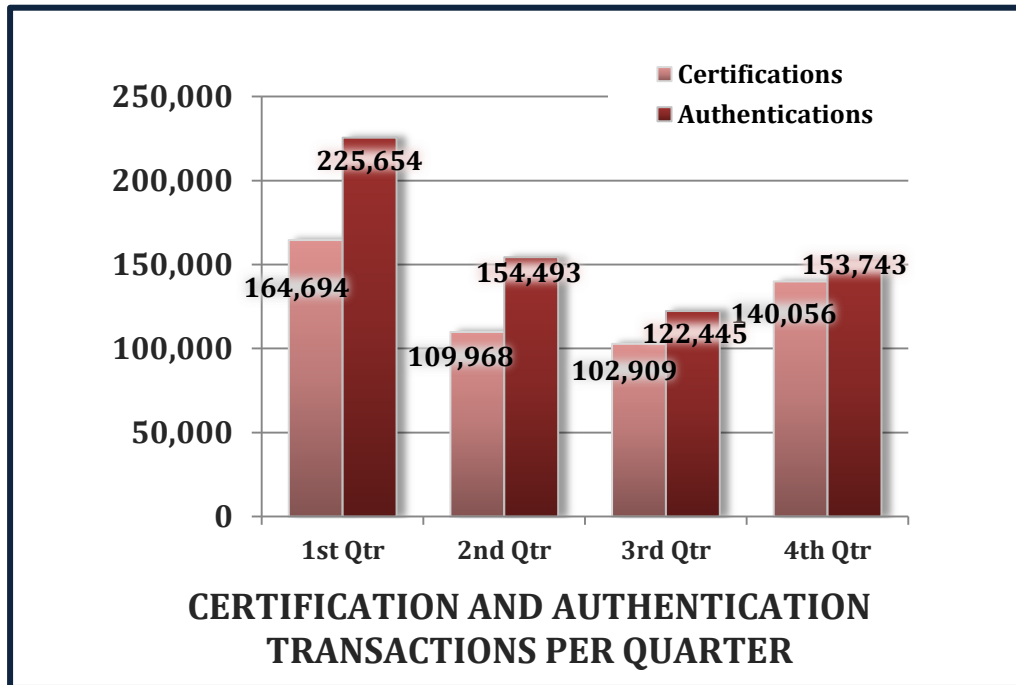 Certifications
Authentications
250,000
200,000
150,000
100,000
50,000
0
225,654
164,694
154,493
109,968
122,445
102,909
153,743
140,056
1st Qtr 2nd Qtr 3rd Qtr 4th Qtr
CERTIFICATION AND AUTHENTICATION
TRANSACTIONS PER QUARTER